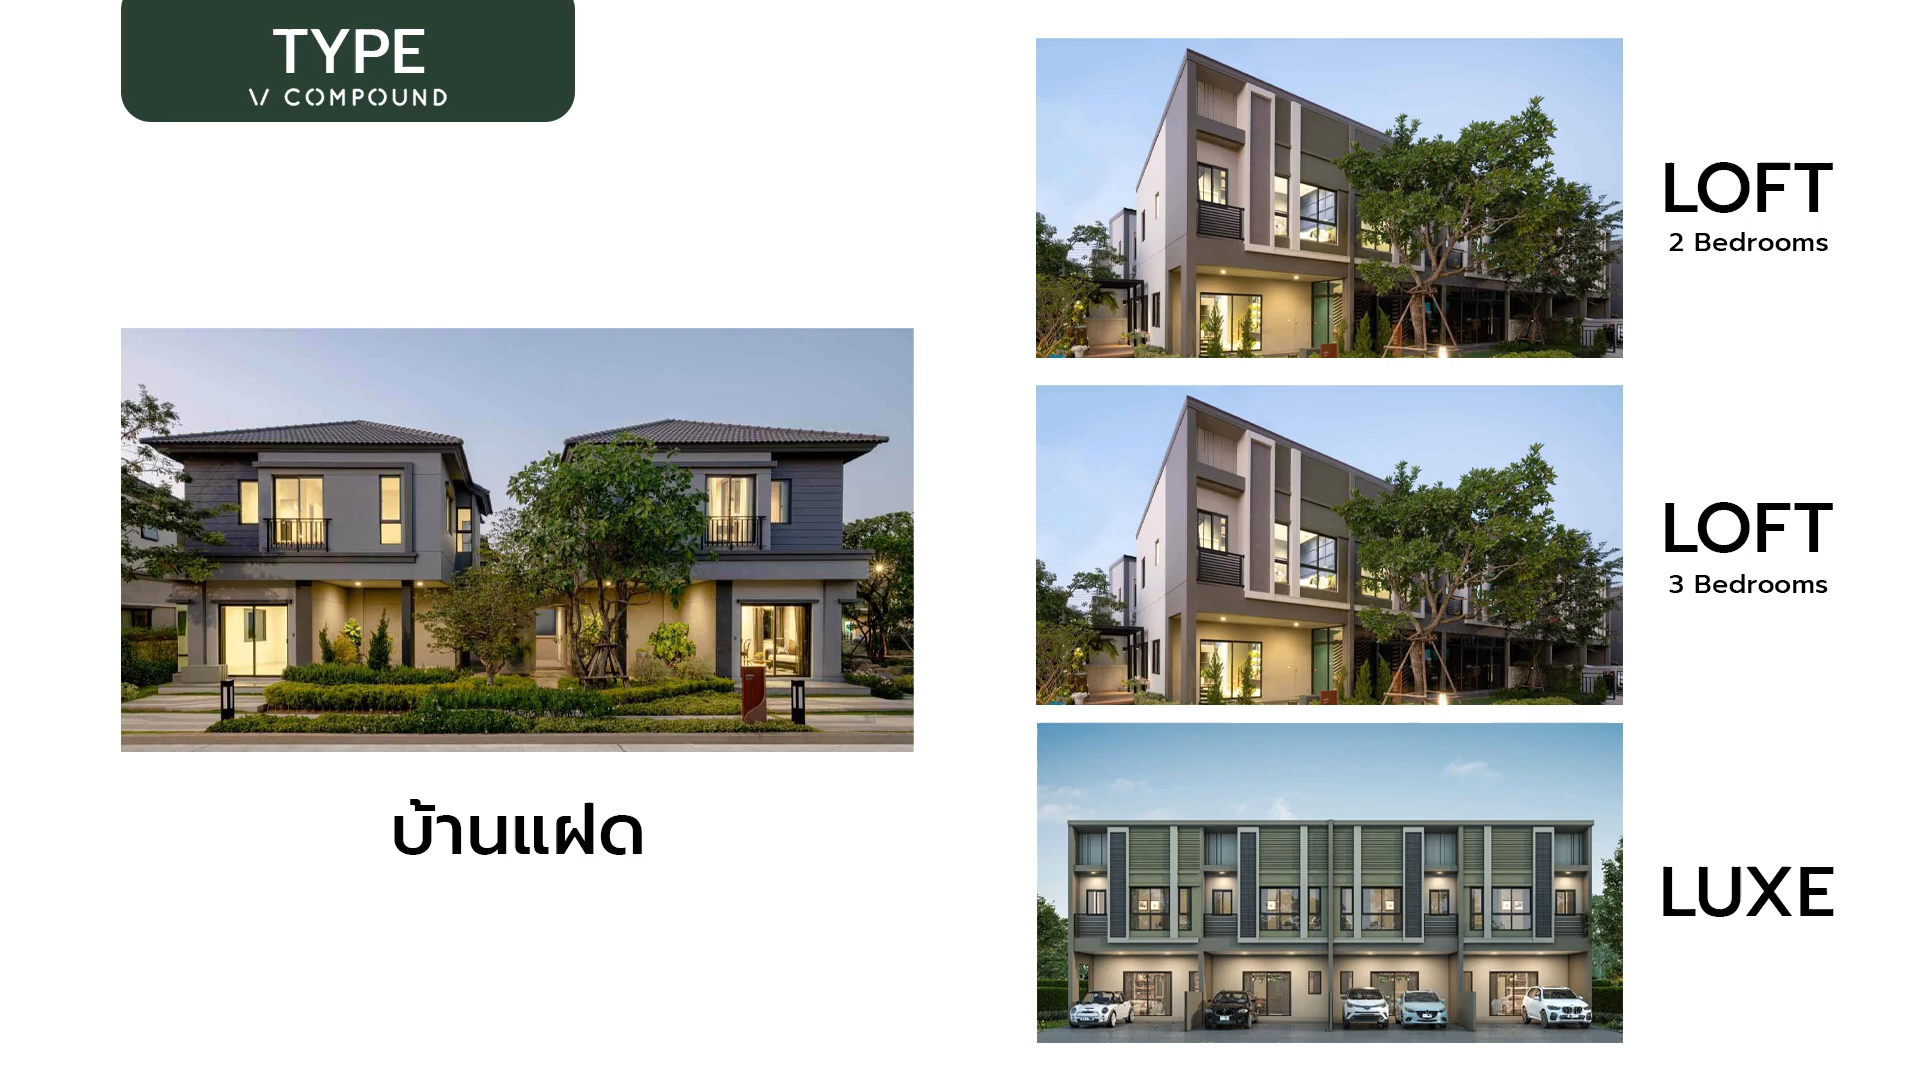 TYPE
V COMPOUND
บ้านแฝด
LOFT
2 Bedrooms
LOFT
3 Bedrooms
LUXE